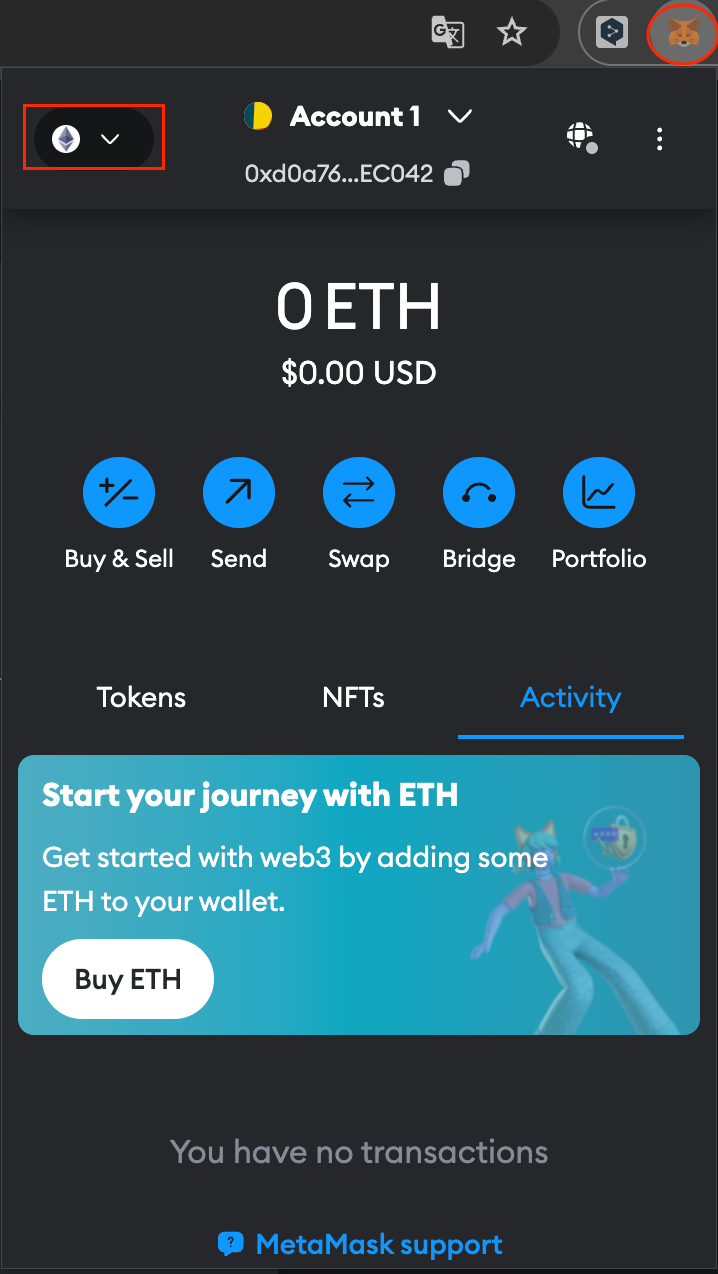 Account 1
0xd0a76...EC042
0 ETH
$0.00 USD
Buy & Sell
Send
Swap
Bridge
Portfolio
Tokens
NFTs
Activity
Start your journey with ETH
Get started with web3 by adding some
ETH to your wallet.
Buy ETH
You have no transactions
MetaMask support